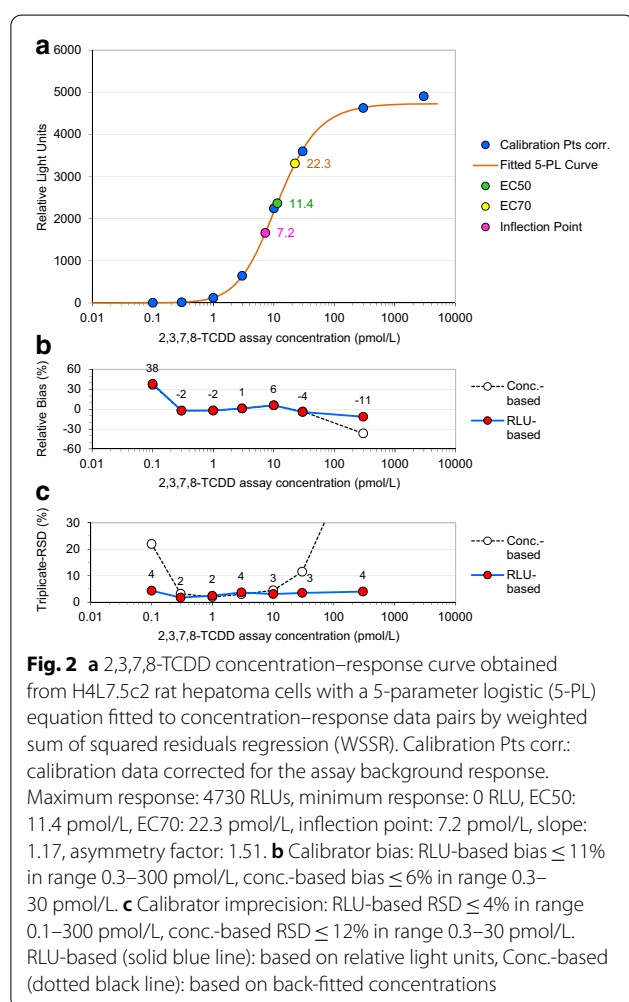 a
Relative Light Units
6000
5000
4000
3000
2000
1000
0
22.3
11.4
7.2
0.01 0.1 1 10 100 1000 10000
2,3,7,8-TCDD assay concentration (pmol/L)
Calibration Pts corr.
Fitted 5-PL Curve
EC50
EC70
Inflection Point
b
Relative Bias (%)
60
30
0
-30
-60
38 -2 -2 1 6 -4 -11
0.01 0.1 1 10 100 1000 10000
2,3,7,8-TCDD assay concentration (pmol/L)
Conc.-
based
RLU-
based
c
Triplicate-RSD (%)
30
20
10
0
4 2 2 4 3 3 4
0.01 0.1 1 10 100 1000 10000
2,3,7,8-TCDD assay concentration (pmol/L)
Conc.-
based
RLU-
based
Fig. 2 a 2,3,7,8-TCDD concentration–response curve obtained
from H4L7.5c2 rat hepatoma cells with a 5-parameter logistic (5-PL)
equation fitted to concentration–response data pairs by weighted
sum of squared residuals regression (WSSR). Calibration Pts corr.:
calibration data corrected for the assay background response.
Maximum response: 4730 RLUs, minimum response: 0 RLU, EC50:
11.4 pmol/L, EC70: 22.3 pmol/L, inflection point: 7.2 pmol/L, slope:
1.17, asymmetry factor: 1.51. b Calibrator bias: RLU-based bias ≤ 11%
in range 0.3–300 pmol/L, conc.-based bias ≤ 6% in range 0.3–
30 pmol/L. c Calibrator imprecision: RLU-based RSD ≤ 4% in range
0.1–300 pmol/L, conc.-based RSD ≤ 12% in range 0.3–30 pmol/L.
RLU-based (solid blue line): based on relative light units, Conc.-based
(dotted black line): based on back-fitted concentrations